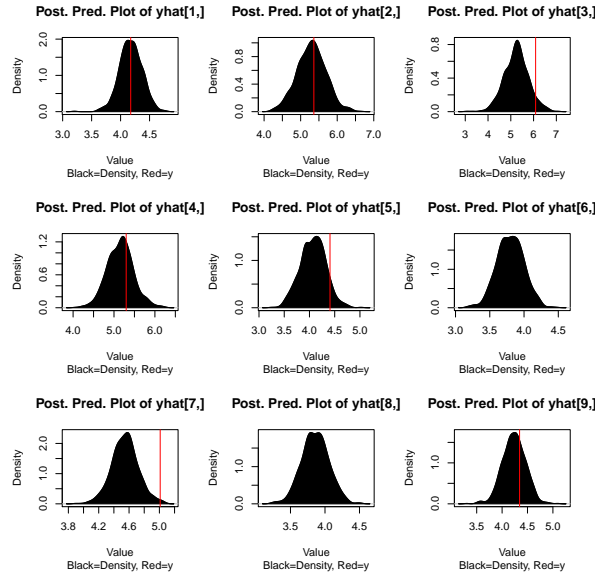 Post. Pred. Plot of yhat[1,]
Density
0.0 1.0 2.0
3.0 3.5 4.0 4.5
Value
Black=Density, Red=y
Post. Pred. Plot of yhat[2,]
Density
0.0 0.4 0.8
4.0 5.0 6.0 7.0
Value
Black=Density, Red=y
Post. Pred. Plot of yhat[3,]
Density
0.0 0.4 0.8
3 4 5 6 7
Value
Black=Density, Red=y
Post. Pred. Plot of yhat[4,]
Density
0.0 0.6 1.2
4.0 5.0 6.0
Value
Black=Density, Red=y
Post. Pred. Plot of yhat[5,]
Density
0.0 1.0
3.0 3.5 4.0 4.5 5.0
Value
Black=Density, Red=y
Post. Pred. Plot of yhat[6,]
Density
0.0 1.0
3.0 3.5 4.0 4.5
Value
Black=Density, Red=y
Post. Pred. Plot of yhat[7,]
Density
0.0 1.0 2.0
3.8 4.2 4.6 5.0
Value
Black=Density, Red=y
Post. Pred. Plot of yhat[8,]
Density
0.0 1.0
3.5 4.0 4.5
Value
Black=Density, Red=y
Post. Pred. Plot of yhat[9,]
Density
0.0 1.0
3.5 4.0 4.5 5.0
Value
Black=Density, Red=y